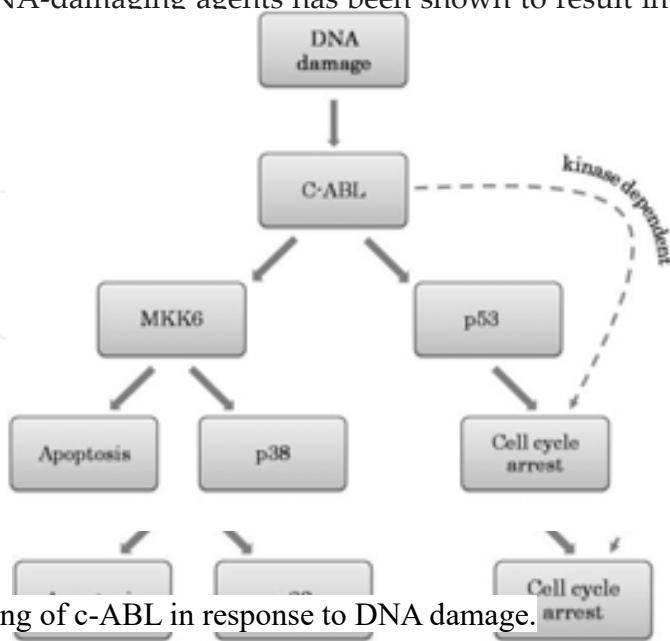 NA-damaging agents has been shown to result in
DNA
damage
C-ABL
kinase dependent
MKK6
p53
Apoptosis
p38
Cell cycle
arrest
Cell cycle
ng of c-ABL in response to DNA damage.
arrest